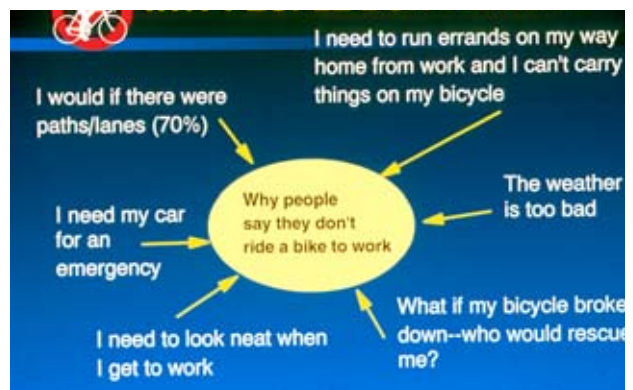 I need to run errands on my way
home from work and I can't carry
things on my bicycle
I would if there were
paths/lanes (70%)
Why people
say they don't
ride a bike to work
The weather
is too bad
I need my car
for an
emergency
What if my bicycle broke
down--who would rescue
me?
I need to look neat when
I get to work